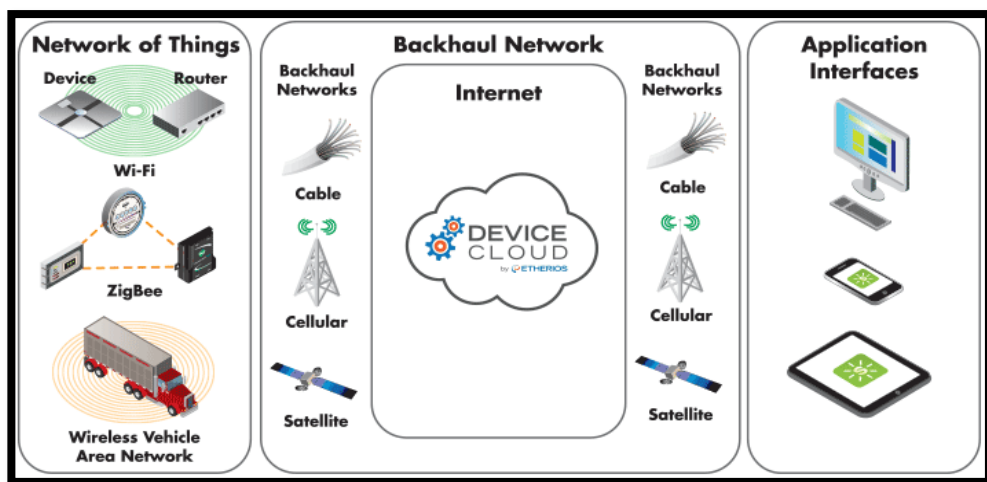 Network of Things
Device
Router
Wi-Fi
ZigBee
Wireless Vehicle
Area Network
Backhaul Network
Backhaul
Networks
Cable
Cellular
Satellite
Internet
DEVICE
CLOUD
by ETHERIOS
Backhaul
Networks
Cable
Cellular
Satellite
Application
Interfaces